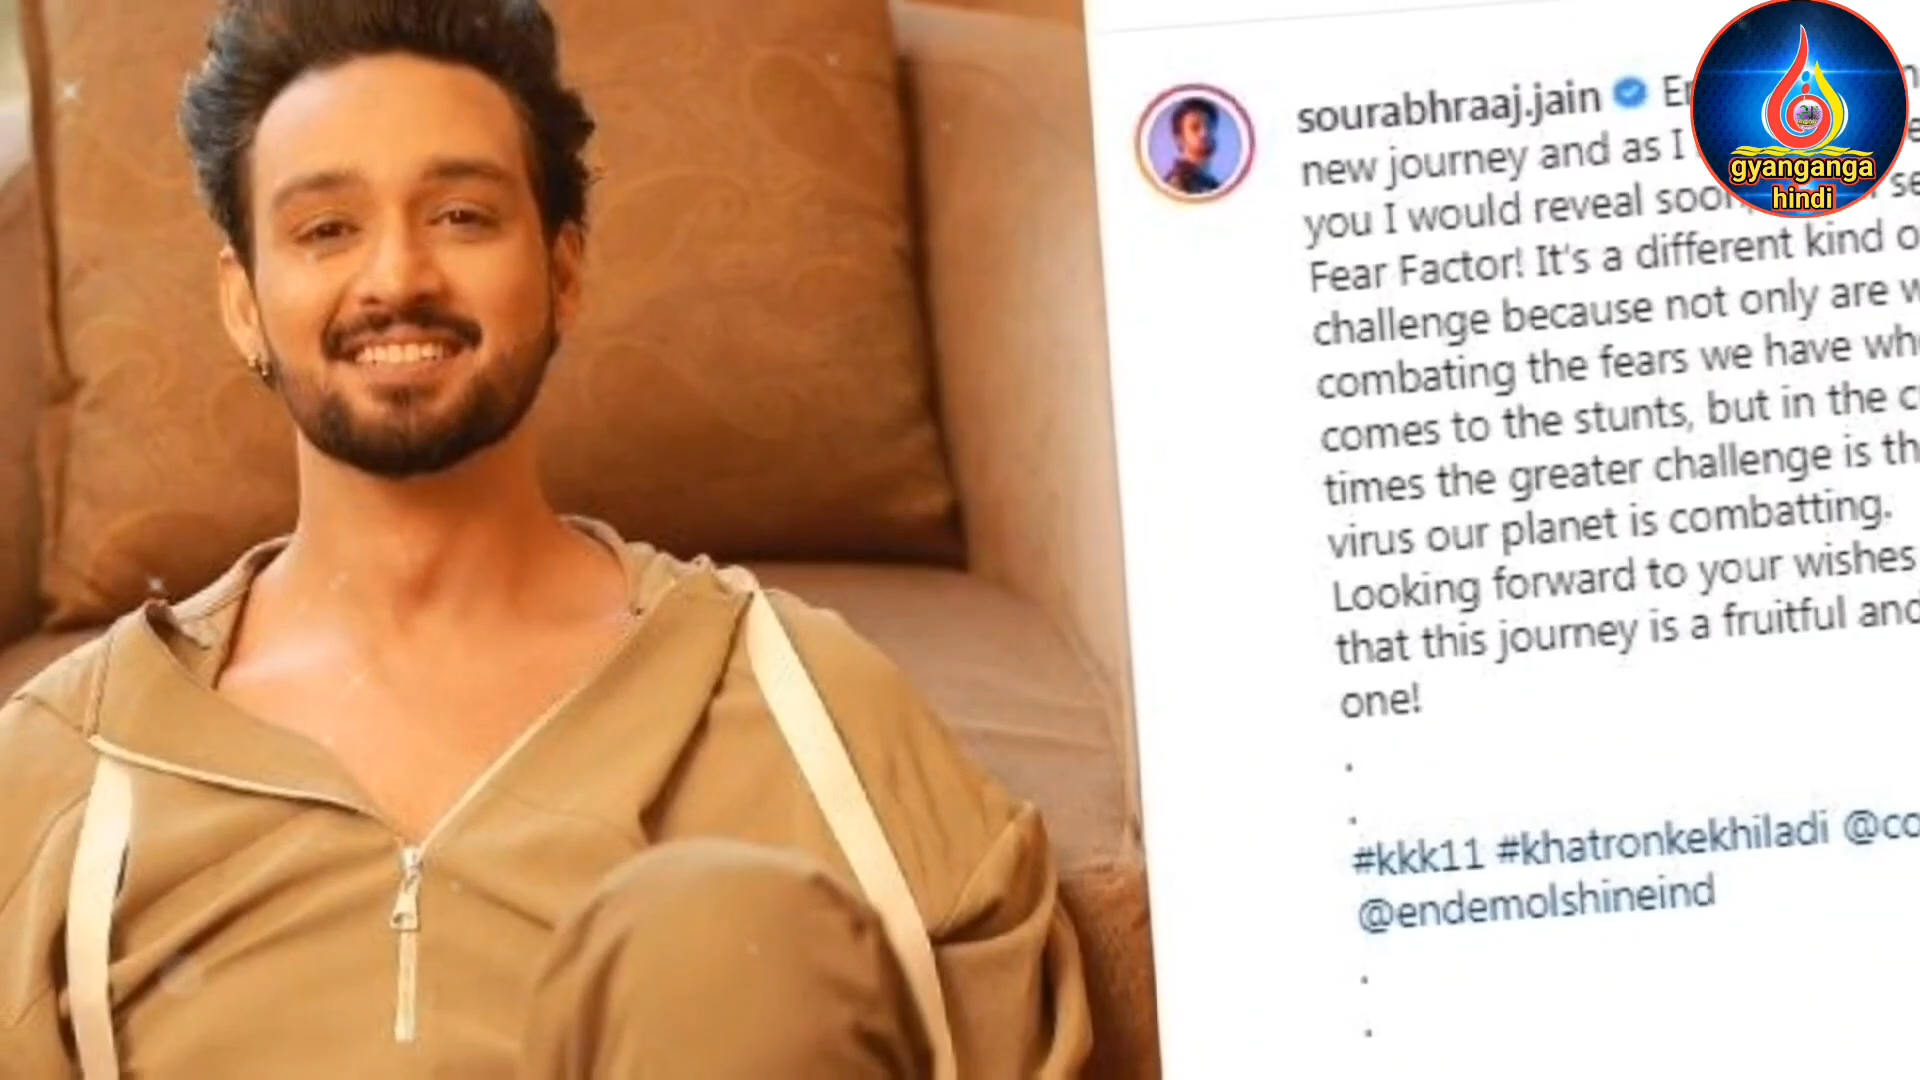 sourabhraaj.jain
new journey and as I
you I would reveal soon,
Fear Factor! It's a different kind
challenge because not only are
combating the fears we have
comes to the stunts, but in the
times the greater challenge is
virus our planet is combatting.
Looking forward to your wishes
that this journey is a fruitful and
one!
.
.
#kkk11 #khatronkekhiladi
@endemolshineind
.
.
gyanganga
hindi